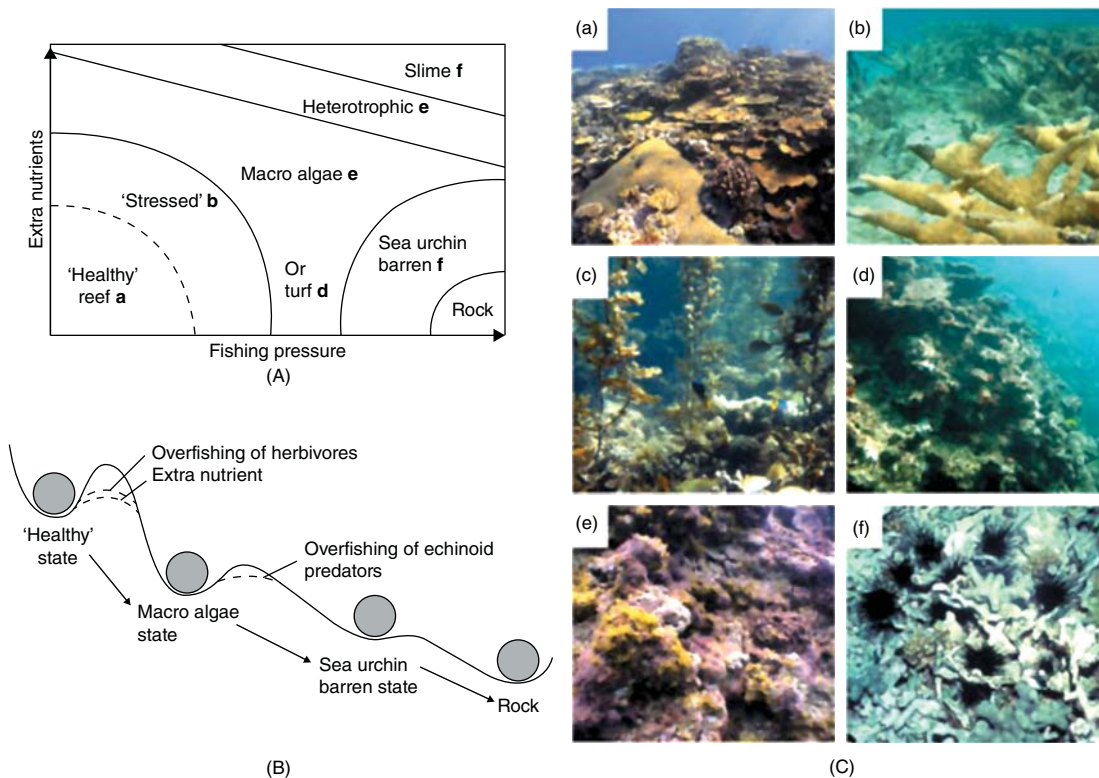 Extra nutrients
Slime f
Heterotrophic e
Macro algae e
'Stressed' b
'Healthy'
reef a
Or
turf d
Sea urchin
barren f
Rock
Fishing pressure
(A)
Overfishing of herbivores
Extra nutrient
'Healthy'
state
Overfishing of echinoid
predators
Macro algae
state
Sea urchin
barren state
Rock
(B)
(a)
(b)
(c)
(d)
(e)
(f)
(C)